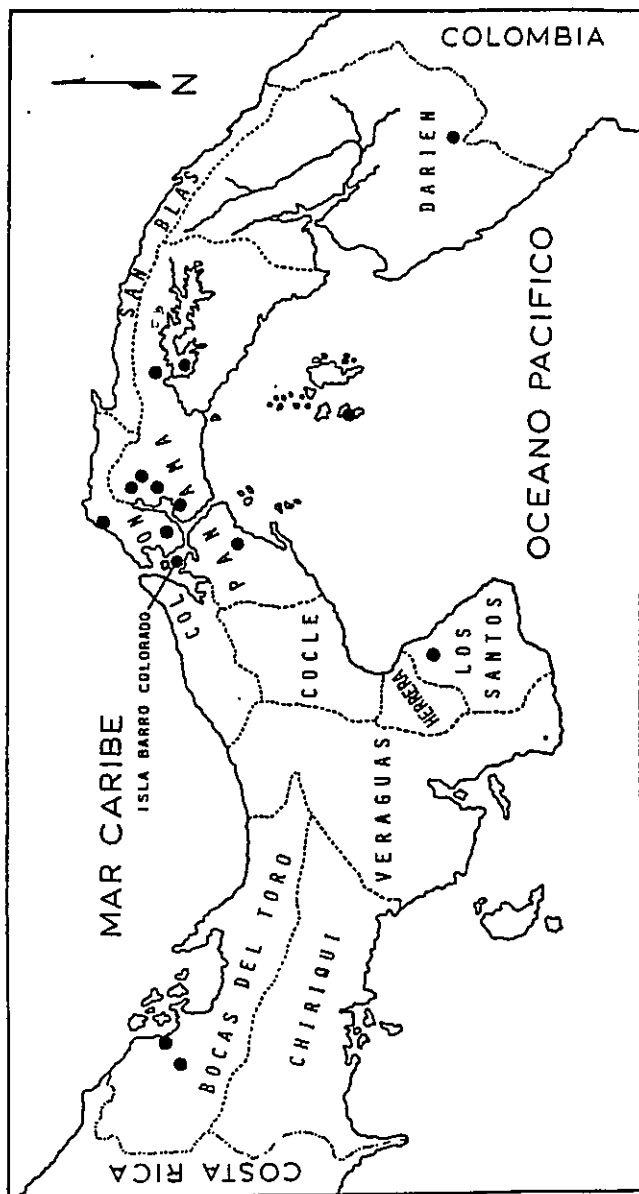 MAR CARIBE
ISLA BARRO COLORADO
COLOMBIA
N
SAN BLAS
COLON
PANAMA
DARIEN
COCLE
HERRERA
LOS SANTOS
VERAGUAS
BOCAS DEL TORO
CHIRIQUI
COSTA RICA
OCEANO PACIFICO